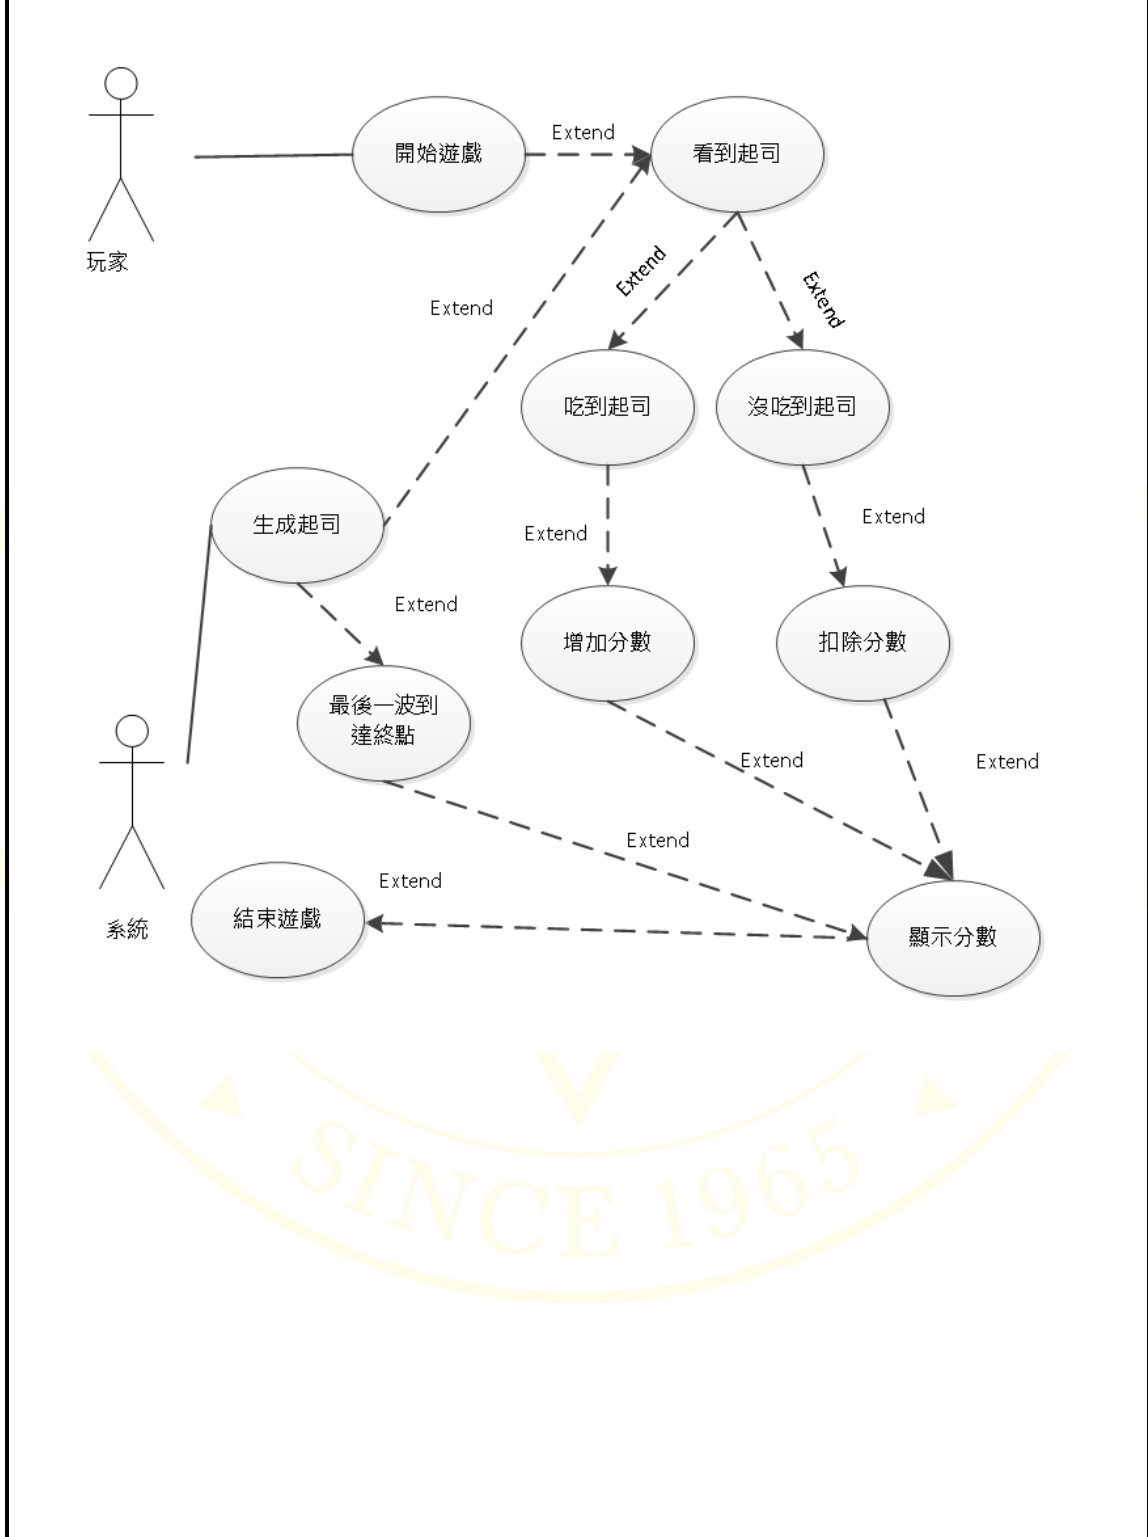 開始遊戲
Extend
看到起司
玩家
Extend
Extend
Extend
吃到起司
沒吃到起司
生成起司
Extend
Extend
Extend
增加分數
扣除分數
最後一波到
達終點
Extend
Extend
Extend
Extend
結束遊戲
系統
顯示分數
SINCE 1965